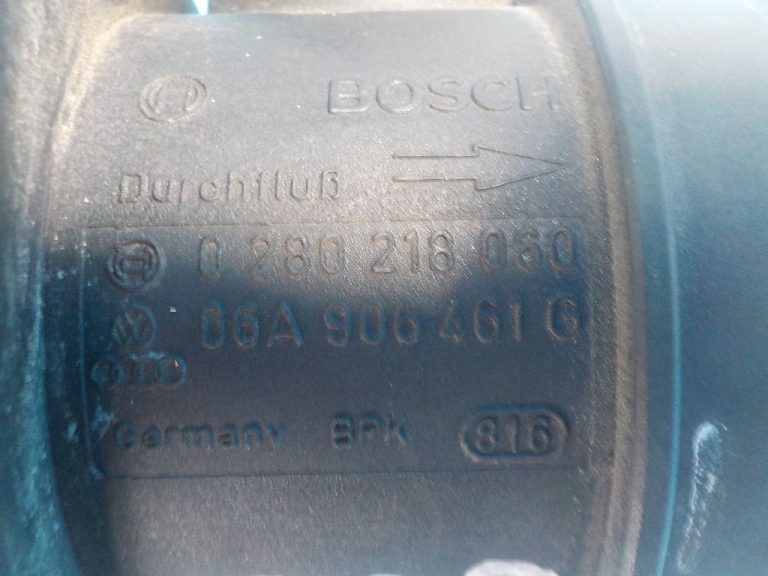 BOSCH
Durchfluß
0 280 218 060
06A 906 461 G
Germany BPK 816